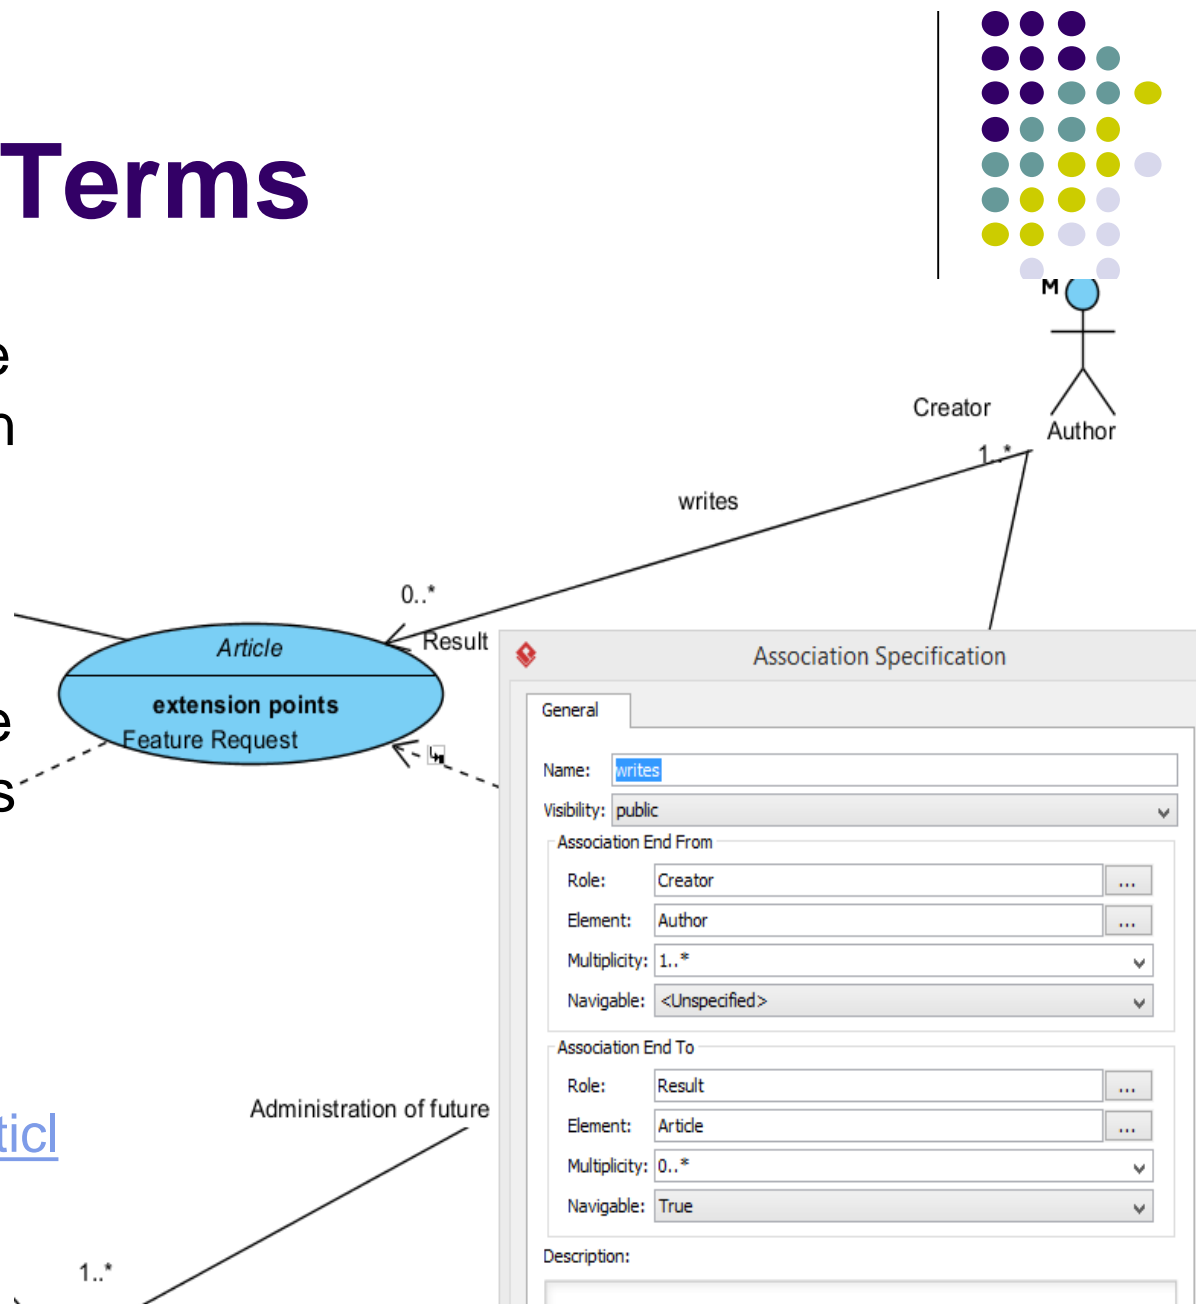 Terms
e
n
M
Creator
Author
1..*
writes
0..*
Result
Article
extension points
Feature Request
e
s
Association Specification
General
Name: writes
Visibility: public
Association End From
Role: Creator ...
Element: Author ...
Multiplicity: 1..*
Navigable: <Unspecified>
Association End To
Role: Result ...
Element: Article ...
Multiplicity: 0..*
Navigable: True
Description:
Administration of future
ticl
1..*